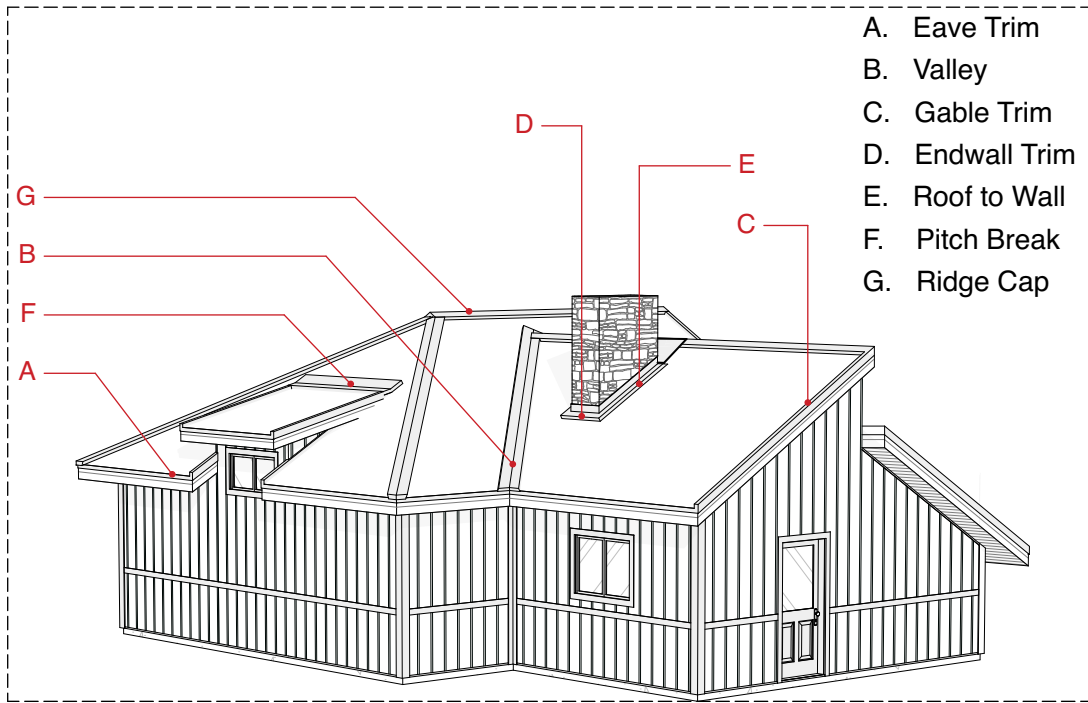 A. Eave Trim
B. Valley
C. Gable Trim
D. Endwall Trim
E. Roof to Wall
F. Pitch Break
G. Ridge Cap
D
E
G
C
B
F
A